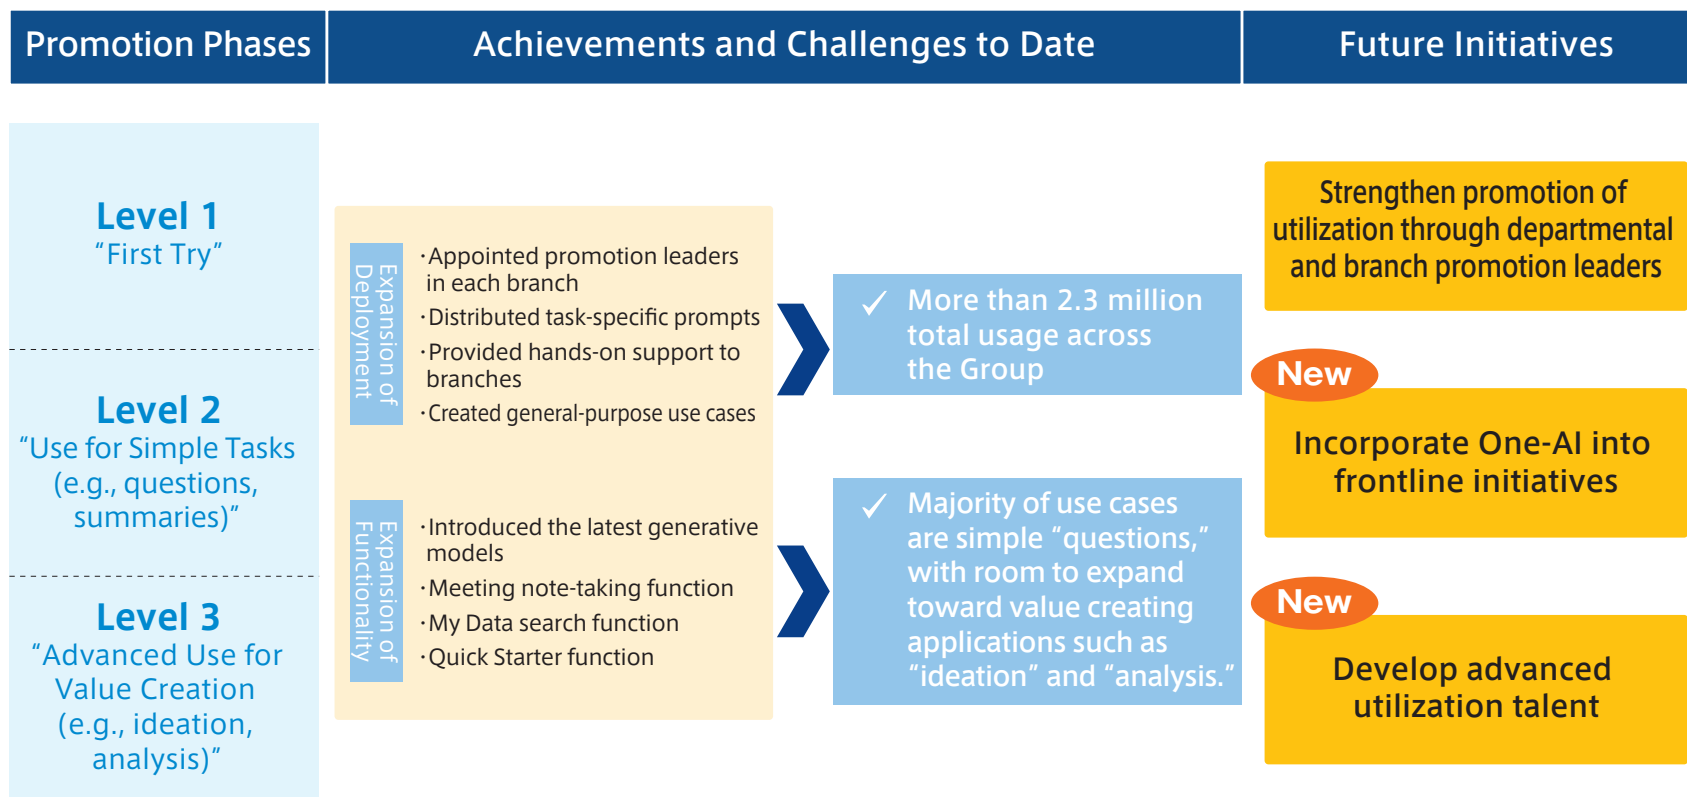 Promotion Phases
Achievements and Challenges to Date
Future Initiatives
Level 1
“First Try”
Level 2
“Use for Simple Tasks
(e.g., questions,
summaries)”
Level 3
“Advanced Use for
Value Creation
(e.g., ideation,
analysis)”
Expansion of
Deployment
·Appointed promotion leaders
in each branch
·Distributed task-specific prompts
·Provided hands-on support to
branches
·Created general-purpose use cases
Expansion of
Functionality
·Introduced the latest generative
models
·Meeting note-taking function
·My Data search function
·Quick Starter function
✓ More than 2.3 million
total usage across
the Group
✓ Majority of use cases
are simple “questions,”
with room to expand
toward value creating
applications such as
“ideation” and “analysis.”
Strengthen promotion of
utilization through departmental
and branch promotion leaders
New
Incorporate One-AI into
frontline initiatives
New
Develop advanced
utilization talent